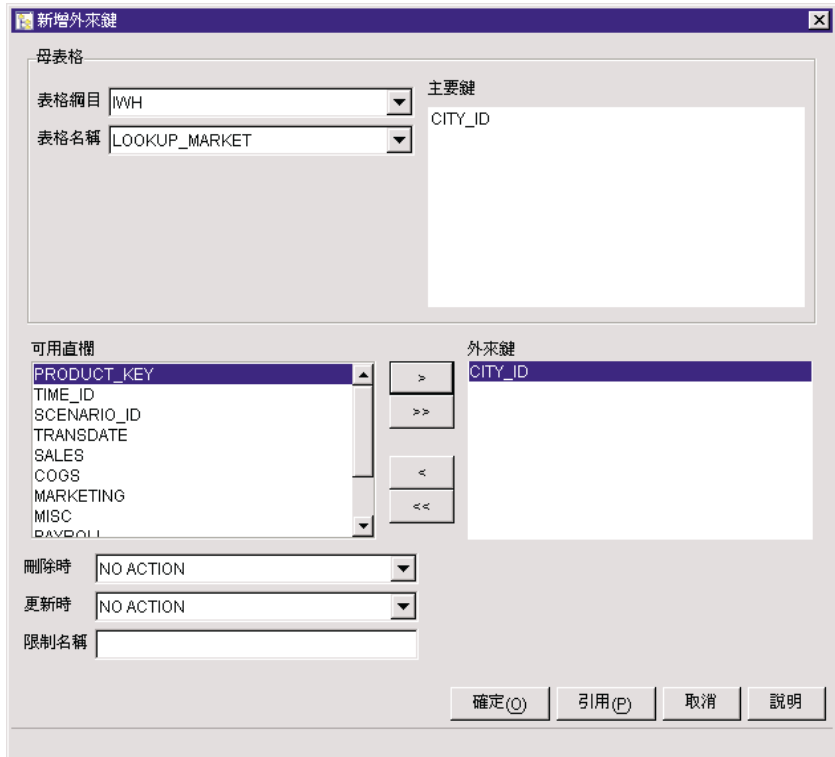 新增外來鍵
母表格
表格綱目 IWH
表格名稱 LOOKUP_MARKET
主要鍵
CITY_ID
可用直欄
PRODUCT_KEY
TIME_ID
SCENARIO_ID
TRANSDATE
SALES
COGS
MARKETING
MISC
PAYROLL
>
>>
<
<<
外來鍵
CITY_ID
刪除時 NO ACTION
更新時 NO ACTION
限制名稱
確定(O) 引用(P) 取消 說明